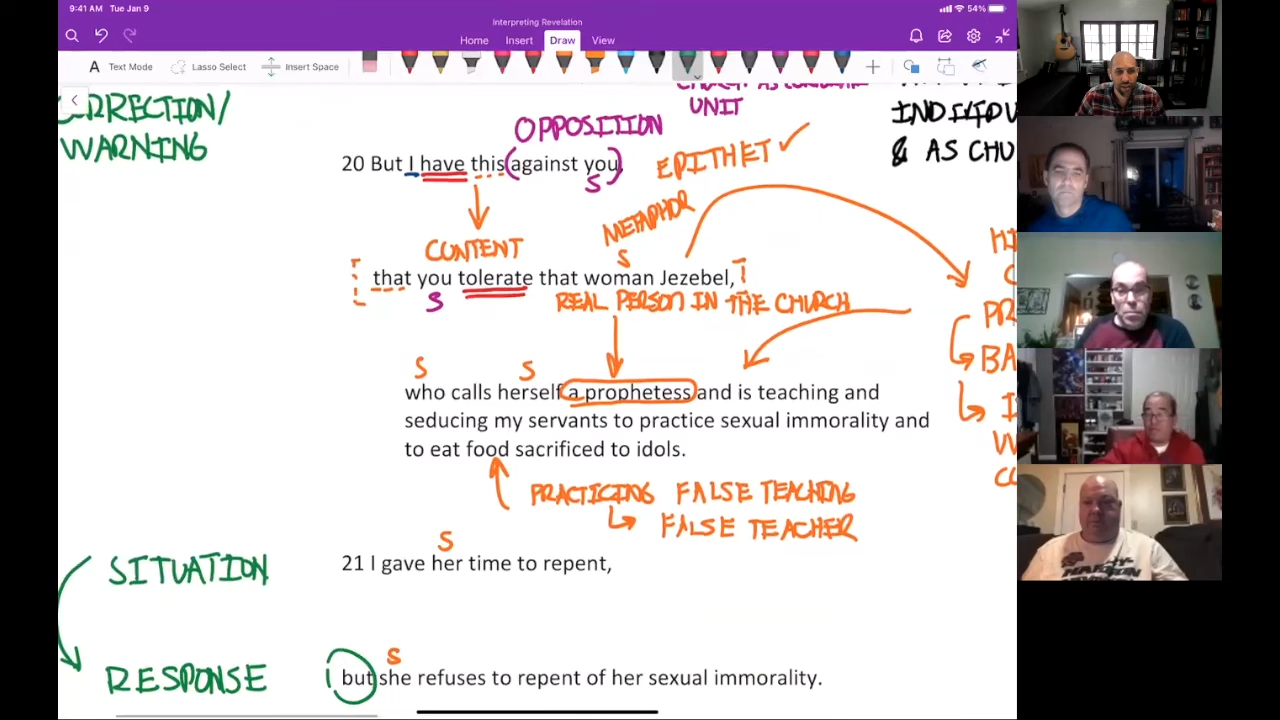 9:41 AM Tue Jan 9
54%
Interpreting Revelation
Home Insert Draw View
A Text Mode Lasso Select Insert Space
UNIT
WARNING
OPPOSITION
& AS CHU
EPITHET
20 But I have this (against you)
S
METAPHOR
CONTENT
S
that you tolerate that woman Jezebel,
S
REAL PERSON IN THE CHURCH
PR
BA
S S
who calls herself a prophetess and is teaching and
seducing my servants to practice sexual immorality and
to eat food sacrificed to idols.
PRACTICING FALSE TEACHING
FALSE TEACHER
S
SITUATION
21 I gave her time to repent,
S
RESPONSE
but she refuses to repent of her sexual immorality.